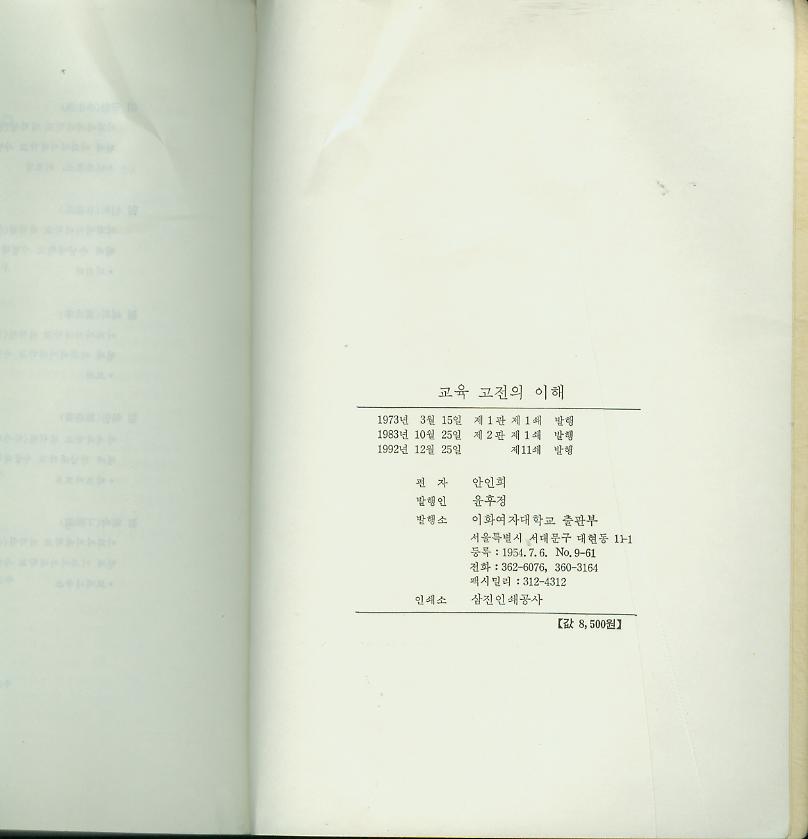 교육 고전의 이해
1973년 3월 15일 제1판 제1쇄 발행
1983년 10월 25일 제2판 제1쇄 발행
1992년 12월 25일 제11쇄 발행
편 자 안인희
발행인 윤후정
발행소 이화여자대학교 출판부
서울특별시 서대문구 대현동 11-1
등록 : 1954. 7. 6. No. 9-61
전화 : 362-6076, 360-3164
팩시밀러 : 312-4312
인쇄소 삼진인쇄공사
【값 8,500원】